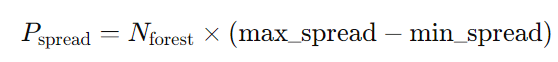 P_spread = N_forest × (max_spread − min_spread)